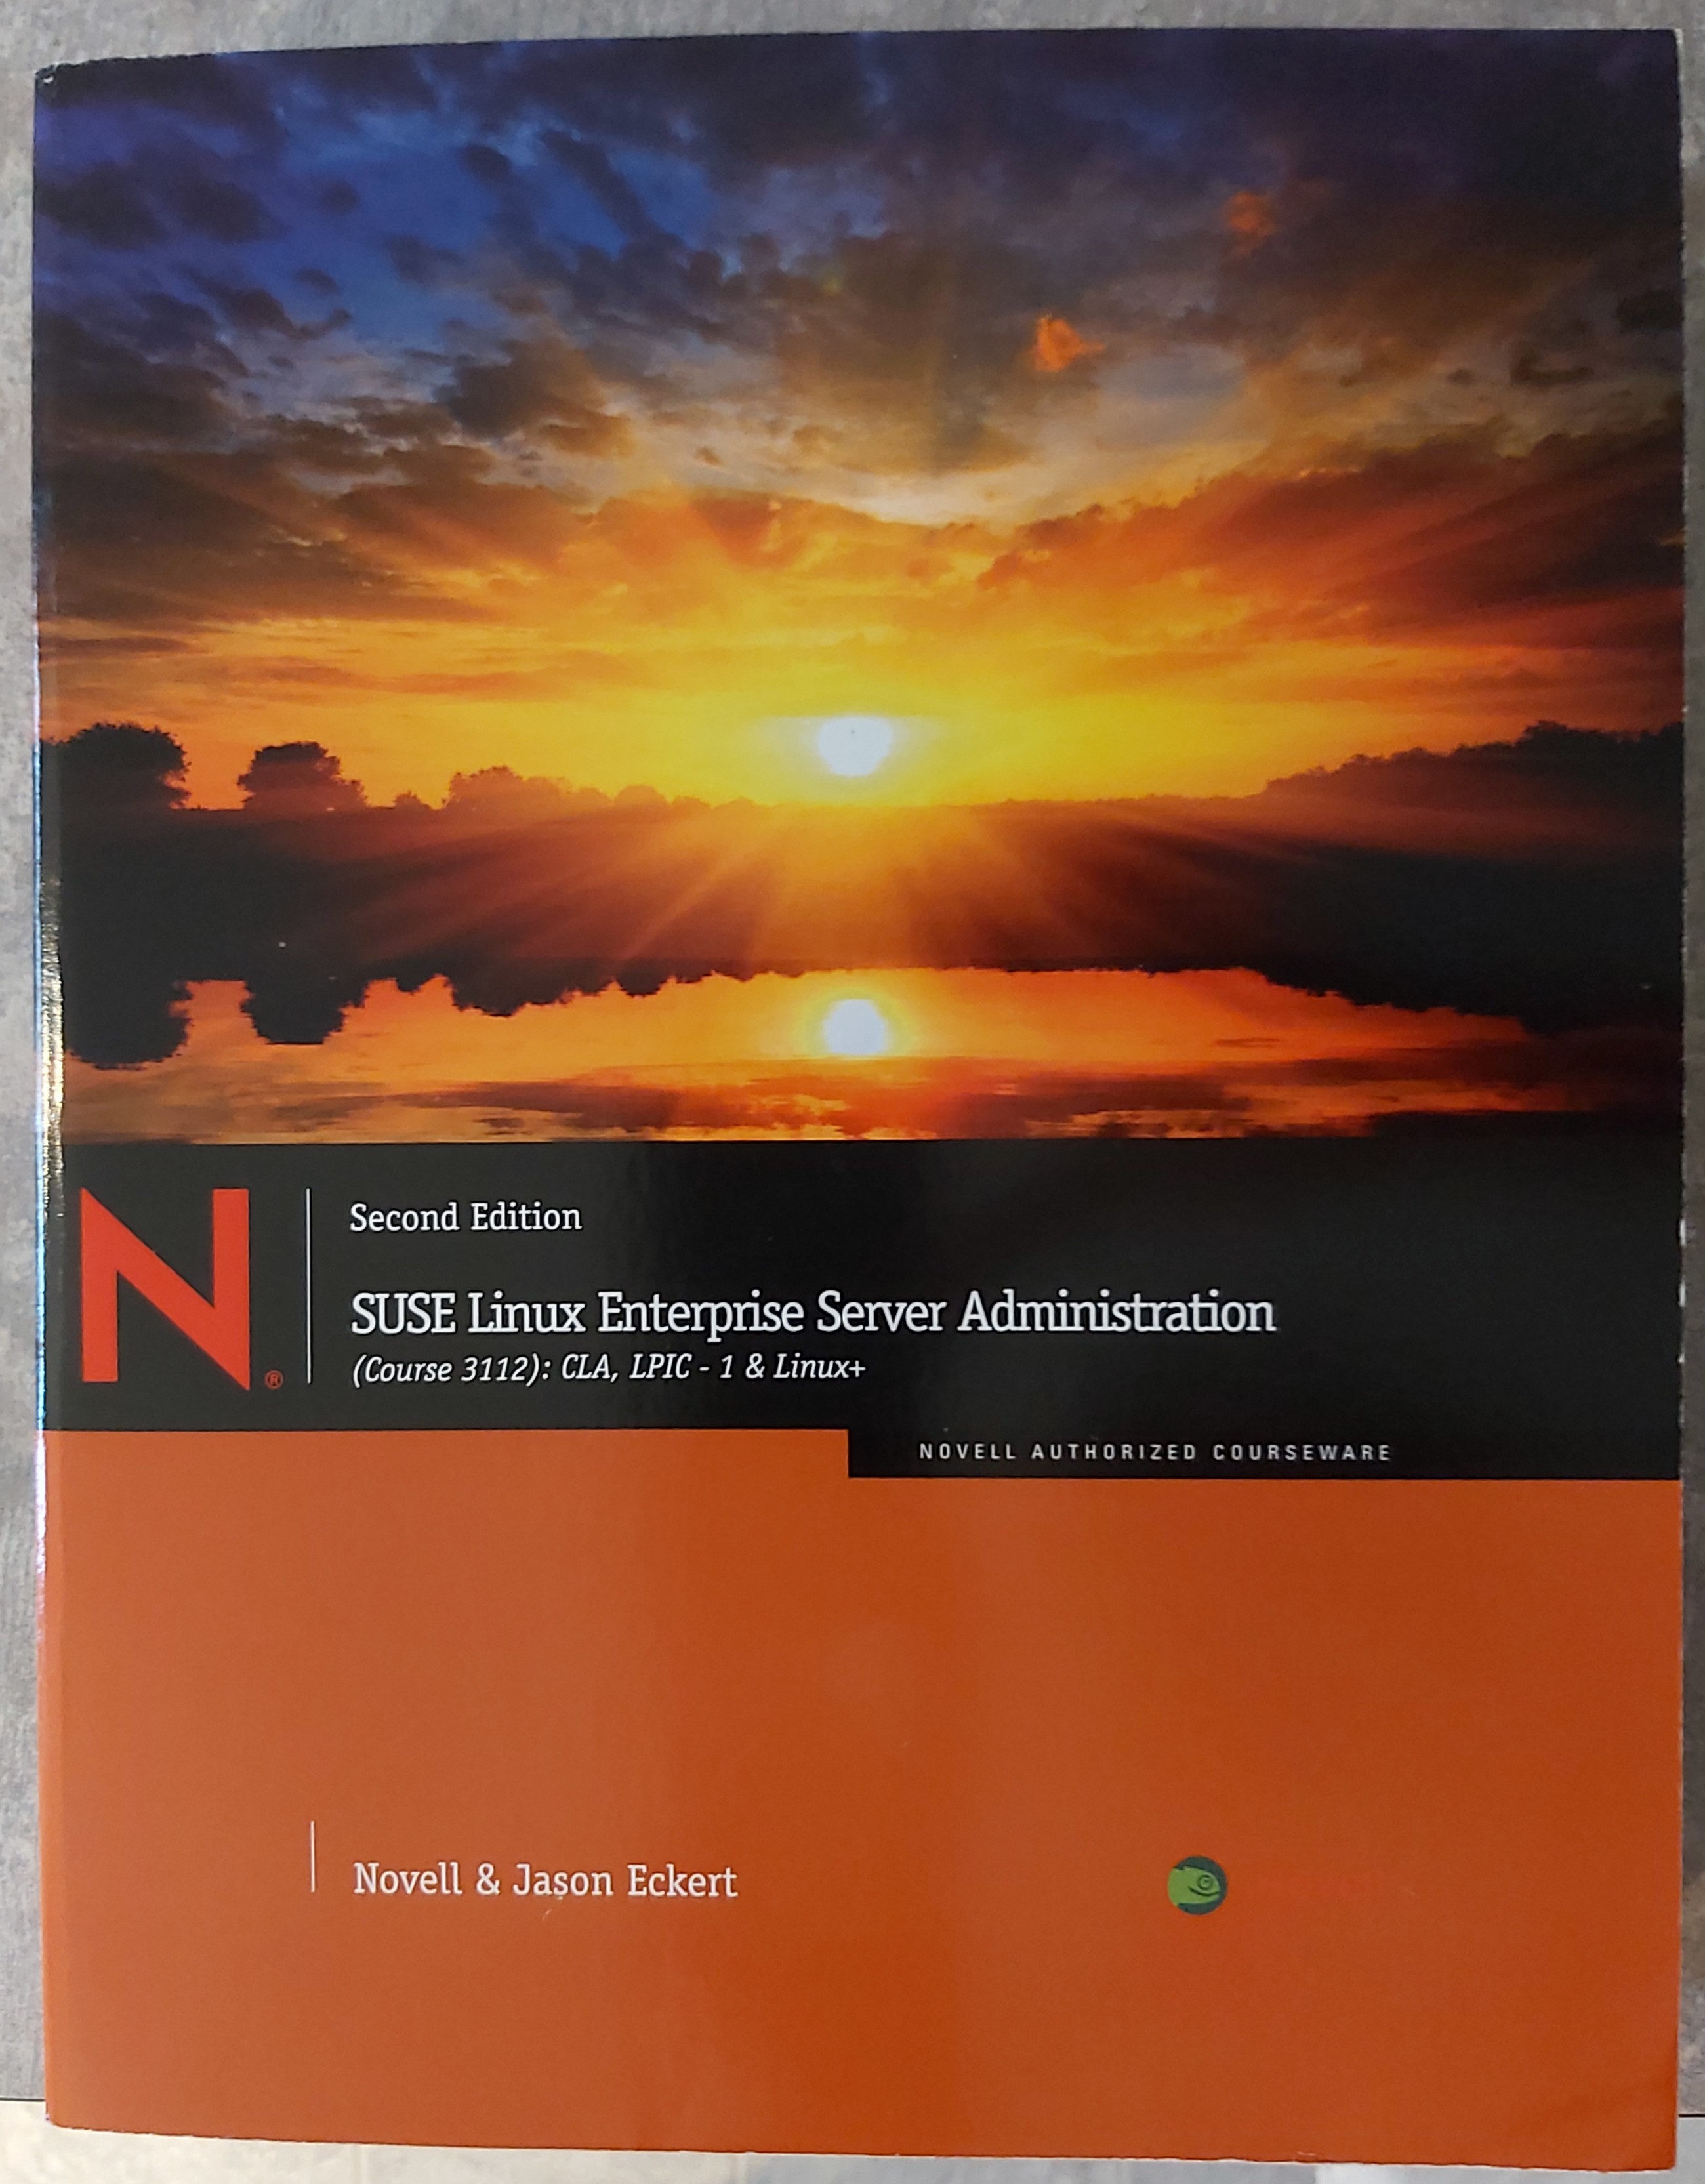 N®
Second Edition
SUSE Linux Enterprise Server Administration
(Course 3112): CLA, LPIC - 1 & Linux+
NOVELL AUTHORIZED COURSEWARE
Novell & Jason Eckert